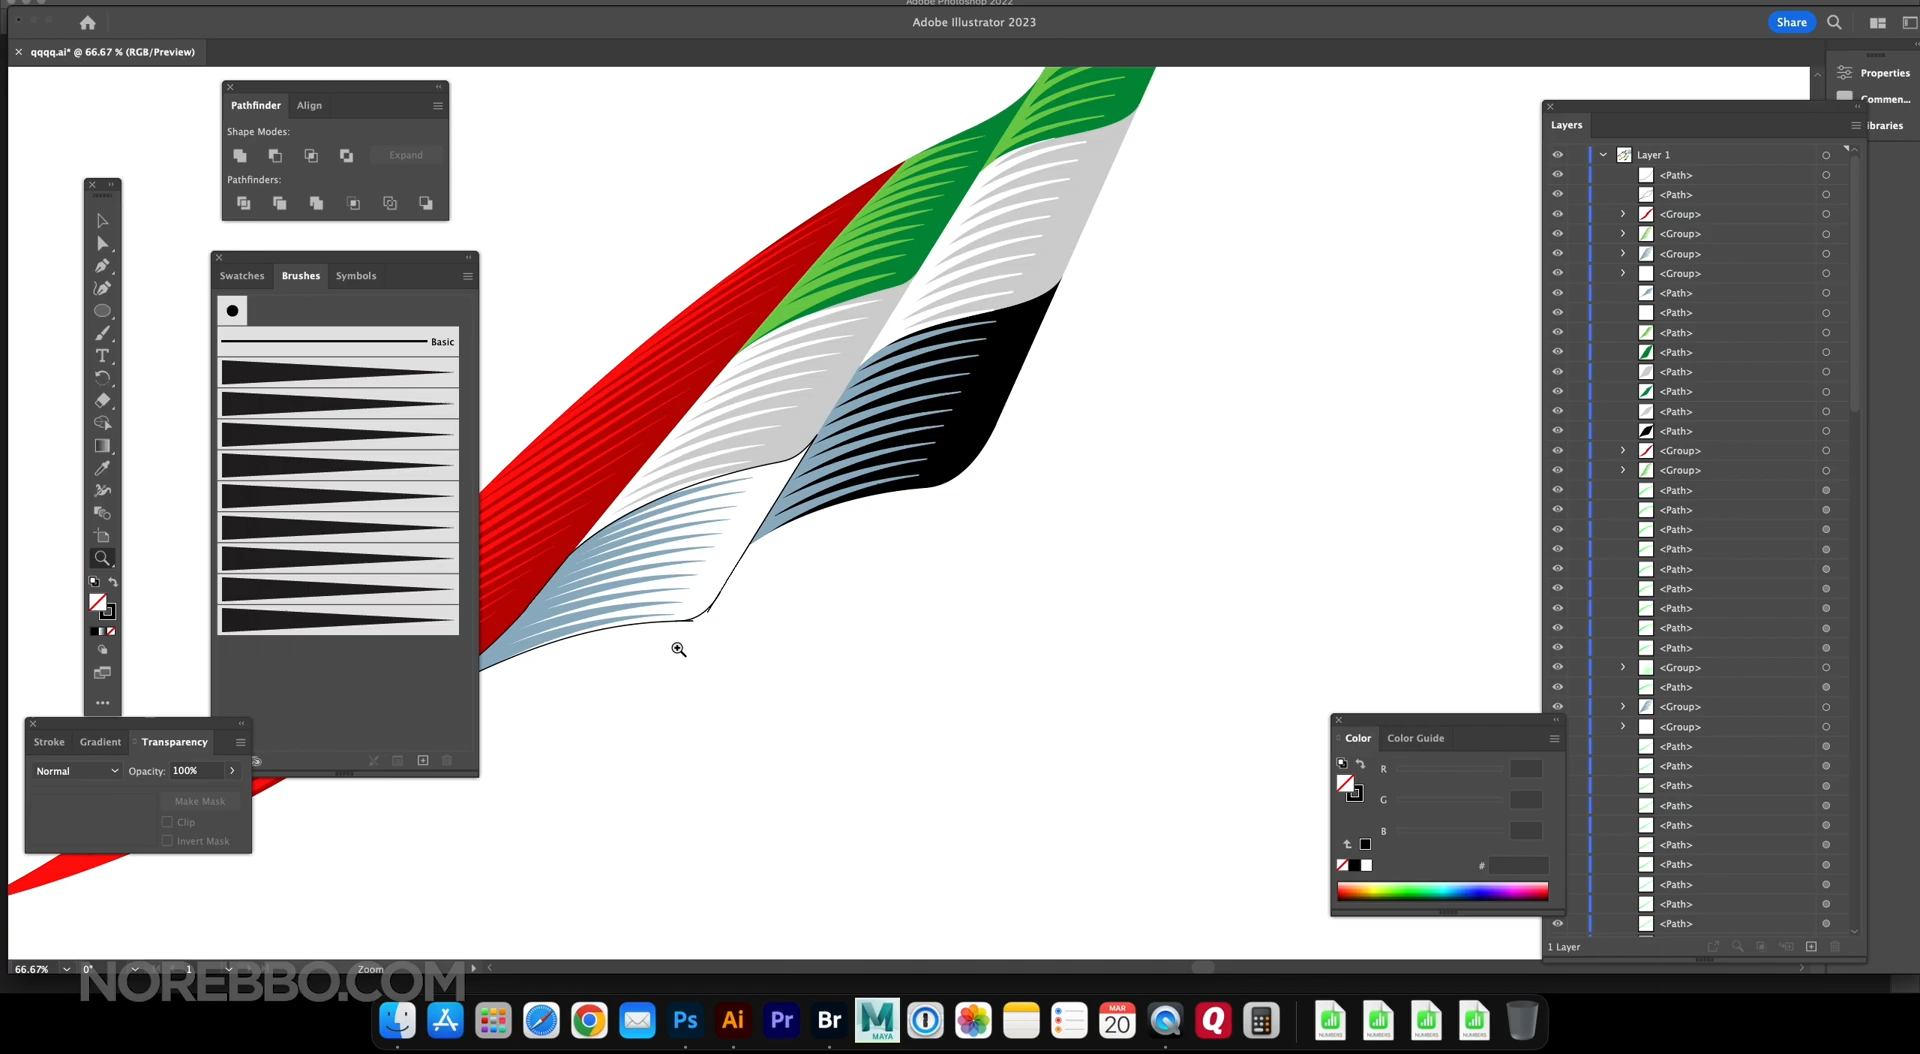 Adobe Photoshop 2022
Adobe Illustrator 2023
Share
qqqq.ai* @ 66.67 % (RGB/Preview)
Properties
Commen...
ibraries
Pathfinder
Align
Shape Modes:
Expand
Pathfinders:
Swatches
Brushes
Symbols
Basic
Stroke
Gradient
Transparency
Normal
Opacity:
100%
Make Mask
Clip
Invert Mask
Layers
Layer 1
<Path>
<Path>
<Group>
<Group>
<Group>
<Group>
<Path>
<Path>
<Path>
<Path>
<Path>
<Path>
<Path>
<Path>
<Group>
<Group>
<Path>
<Path>
<Path>
<Path>
<Path>
<Path>
<Path>
<Path>
<Path>
<Group>
<Path>
<Group>
<Group>
<Path>
<Path>
<Path>
<Path>
<Path>
<Path>
<Path>
<Path>
<Path>
<Path>
1 Layer
Color
Color Guide
R
G
B
#
66.67%
0°
1
Zoom
NOREBBO.COM
Ps
Ai
Pr
Br
MAYA
MAR
20
NUMBERS
NUMBERS
NUMBERS
NUMBERS